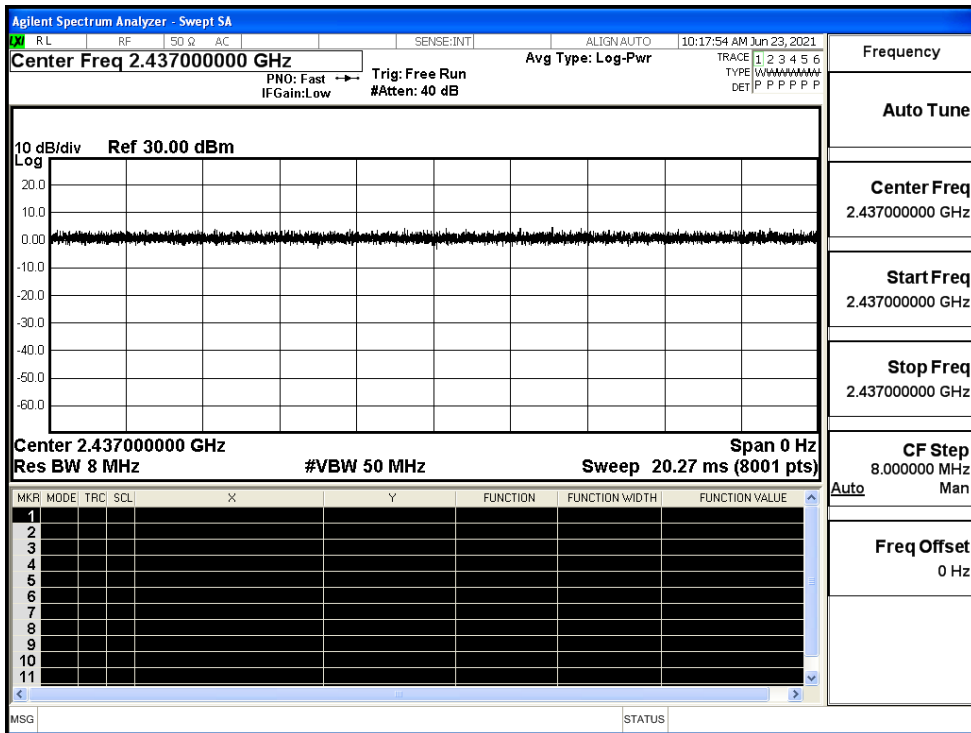 Agilent Spectrum Analyzer - Swept SA
LXI RL RF 50 Ω AC SENSE:INT ALIGN AUTO 10:17:54 AM Jun 23, 2021
Center Freq 2.437000000 GHz
PNO: Fast
IFGain:Low
Trig: Free Run
#Atten: 40 dB
Avg Type: Log-Pwr
TRACE 1 2 3 4 5 6
TYPE
DET P P P P P P
10 dB/div Ref 30.00 dBm
Log
20.0
10.0
0.00
-10.0
-20.0
-30.0
-40.0
-50.0
-60.0
Center 2.437000000 GHz Span 0 Hz
Res BW 8 MHz #VBW 50 MHz Sweep 20.27 ms (8001 pts)
MKR MODE TRC SCL X Y FUNCTION FUNCTION WIDTH FUNCTION VALUE
1
2
3
4
5
6
7
8
9
10
11
MSG STATUS
Frequency
Auto Tune
Center Freq
2.437000000 GHz
Start Freq
2.437000000 GHz
Stop Freq
2.437000000 GHz
CF Step
8.000000 MHz
Auto Man
Freq Offset
0 Hz